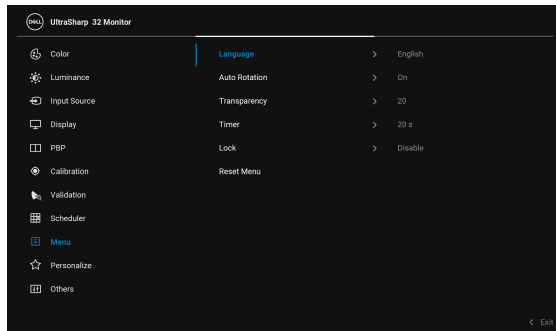 DELL UltraSharp 32 Monitor
Color Language > English
Luminance Auto Rotation > On
Input Source Transparency > 20
Display Timer > 20 s
PBP Lock > Disable
Calibration Reset Menu
Validation
Scheduler
Menu
Personalize
Others
< Exit